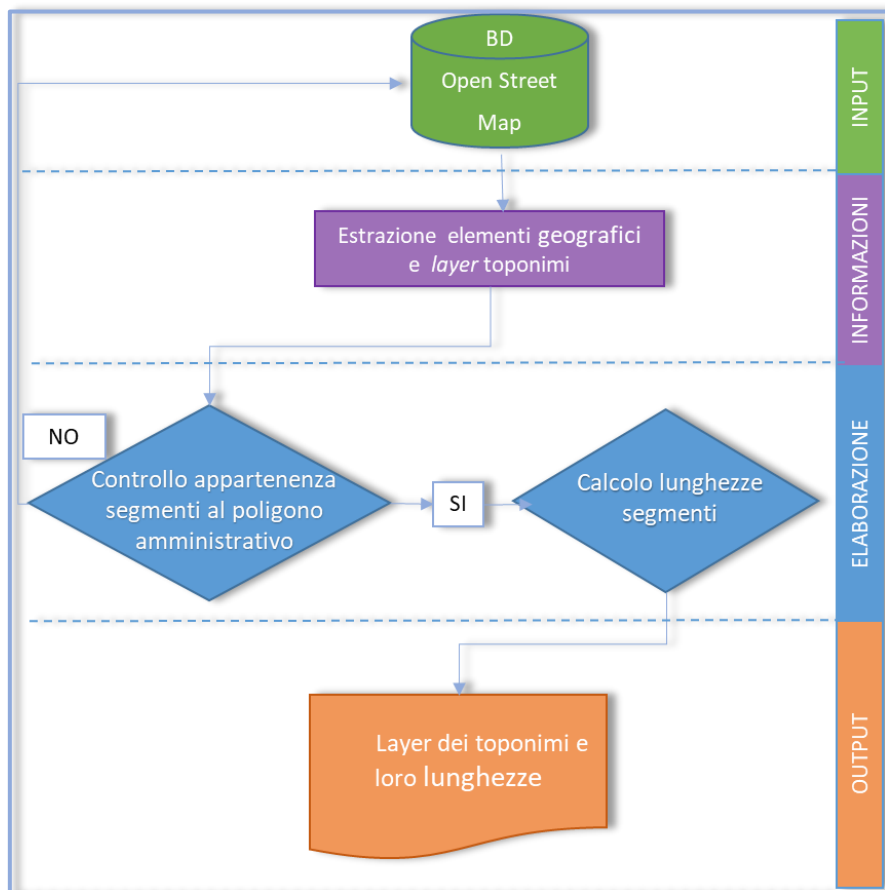 BD
Open Street
Map
INPUT
Estrazione elementi geografici
e layer toponimi
INFORMAZIONI
NO
Controllo appartenenza
segmenti al poligono
amministrativo
SI
Calcolo lunghezze
segmenti
ELABORAZIONE
Layer dei toponimi e
loro lunghezze
OUTPUT